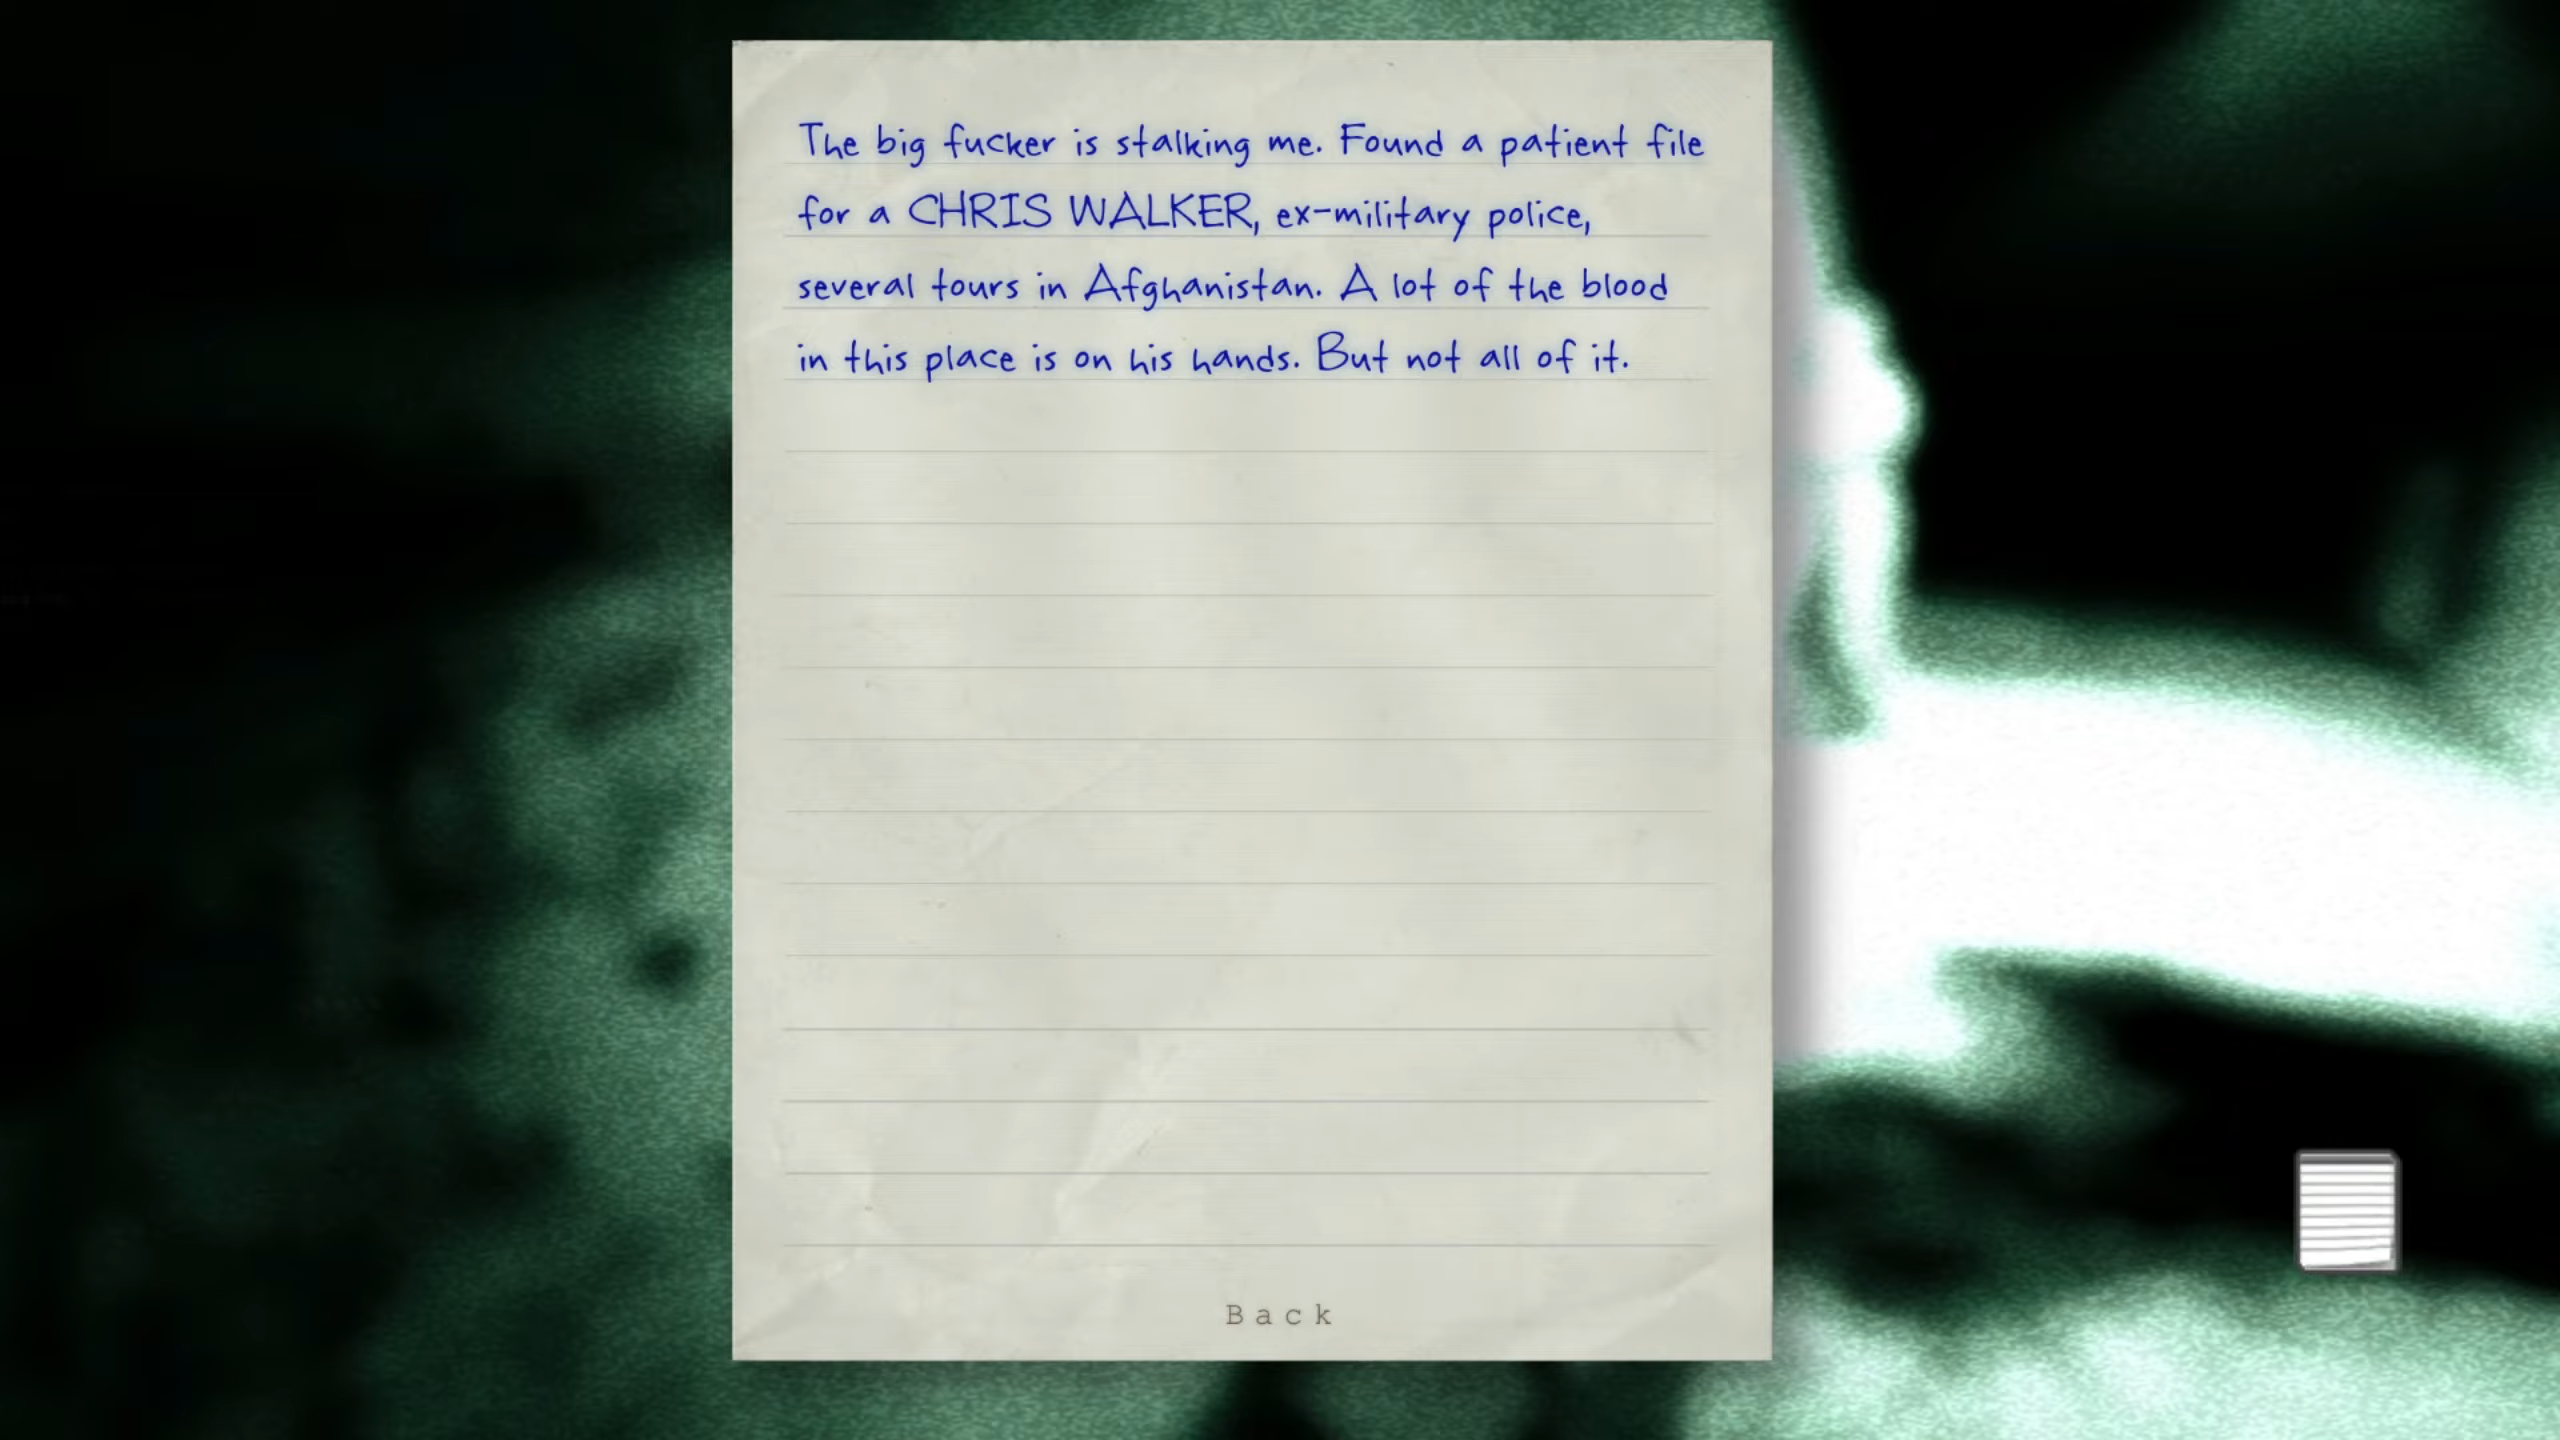 The big fucker is stalking me. Found a patient file
for a CHRIS WALKER, ex-military police,
several tours in Afghanistan. A lot of the blood
in this place is on his hands. But not all of it.
Back